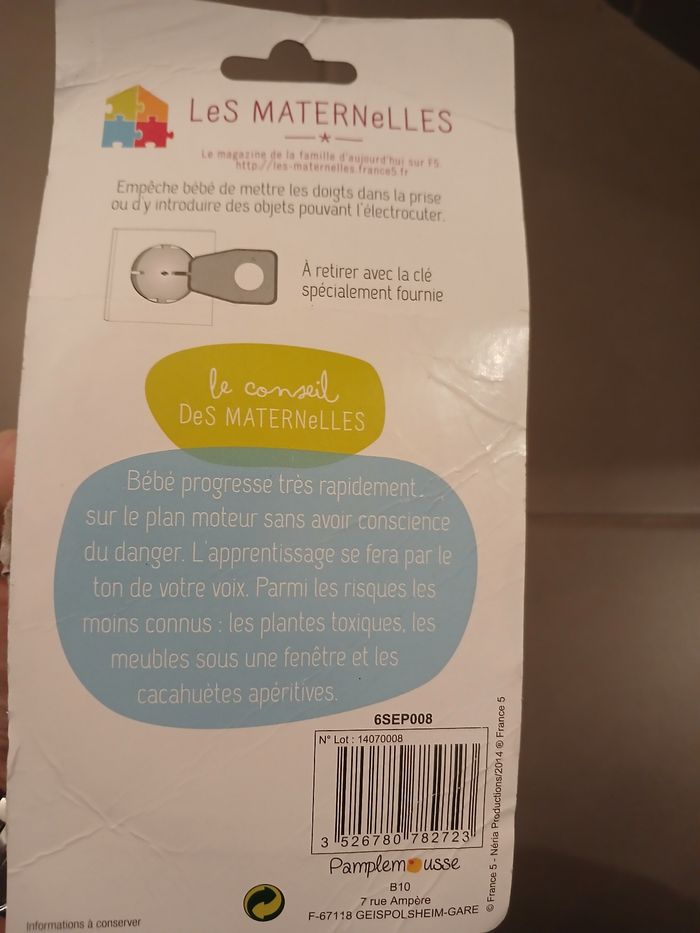 LeS MATERNeLLES
Le magazine de la famille d'aujourd'hui sur F5
http://les-maternelles.france5.fr
Empêche bébé de mettre les doigts dans la prise
ou d'y introduire des objets pouvant l'électrocuter.
À retirer avec la clé
spécialement fournie
le conseil
DeS MATERNeLLES
Bébé progresse très rapidement
sur le plan moteur sans avoir conscience
du danger. L'apprentissage se fera par le
ton de votre voix. Parmi les risques les
moins connus : les plantes toxiques, les
meubles sous une fenêtre et les
cacahuètes apéritives.
6SEP008
N° Lot : 14070008
3 526780 782723
Pamplemousse
B10
7 rue Ampère
F-67118 GEISPOLSHEIM-GARE
© France 5 - Néria Productions/2014 ® France 5
Informations à conserver